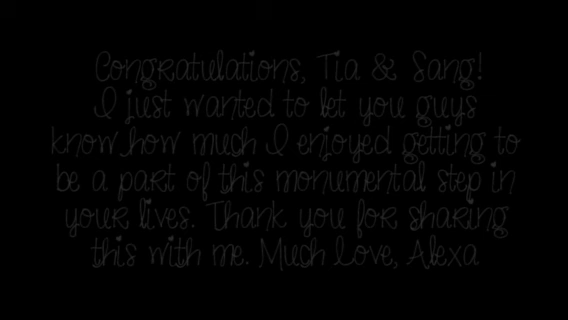 Congratulations, Tia & Sang!
I just wanted to let you guys
know how much I enjoyed getting to
be a part of this monumental step in
your lives. Thank you for sharing
this with me. Much Love, Alexa